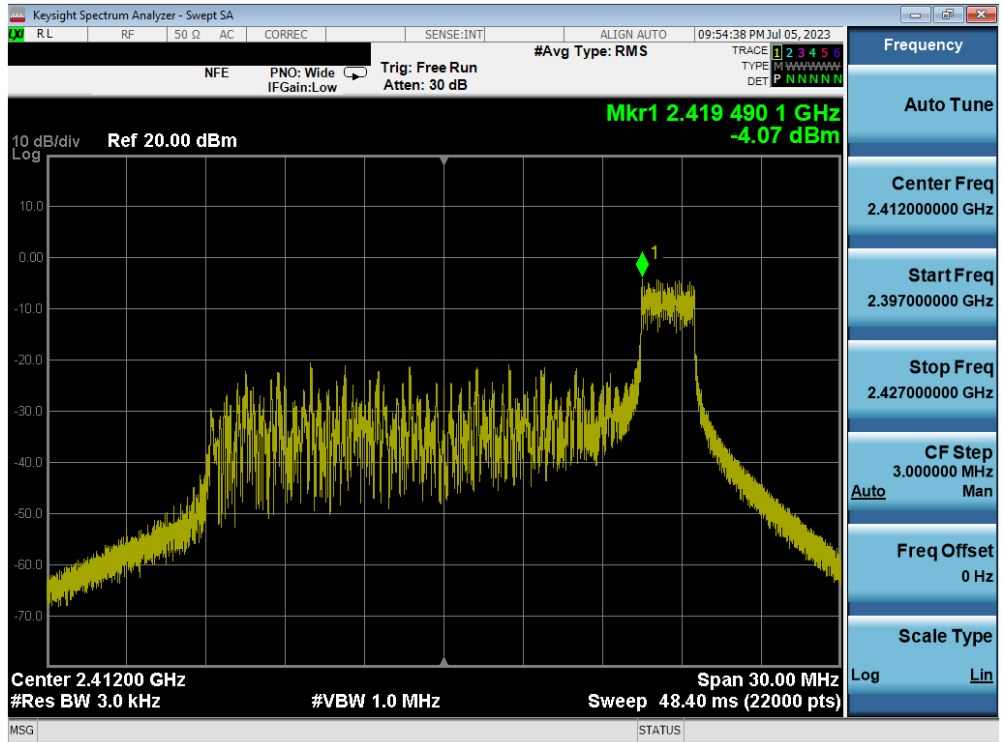 Keysight Spectrum Analyzer - Swept SA
LXI RL RF 50 Ω AC CORREC SENSE:INT ALIGN AUTO 09:54:38 PM Jul 05, 2023
#Avg Type: RMS
TRACE 1 2 3 4 5 6
TYPE M WWWWW
DET P N N N N N
NFE PNO: Wide Trig: Free Run
IFGain:Low Atten: 30 dB
Mkr1 2.419 490 1 GHz
-4.07 dBm
10 dB/div Ref 20.00 dBm
Log
10.0
0.00
-10.0
-20.0
-30.0
-40.0
-50.0
-60.0
-70.0
1
Center 2.41200 GHz Span 30.00 MHz
#Res BW 3.0 kHz #VBW 1.0 MHz Sweep 48.40 ms (22000 pts)
MSG STATUS
Frequency
Auto Tune
Center Freq
2.412000000 GHz
Start Freq
2.397000000 GHz
Stop Freq
2.427000000 GHz
CF Step
3.000000 MHz
Auto Man
Freq Offset
0 Hz
Scale Type
Log Lin